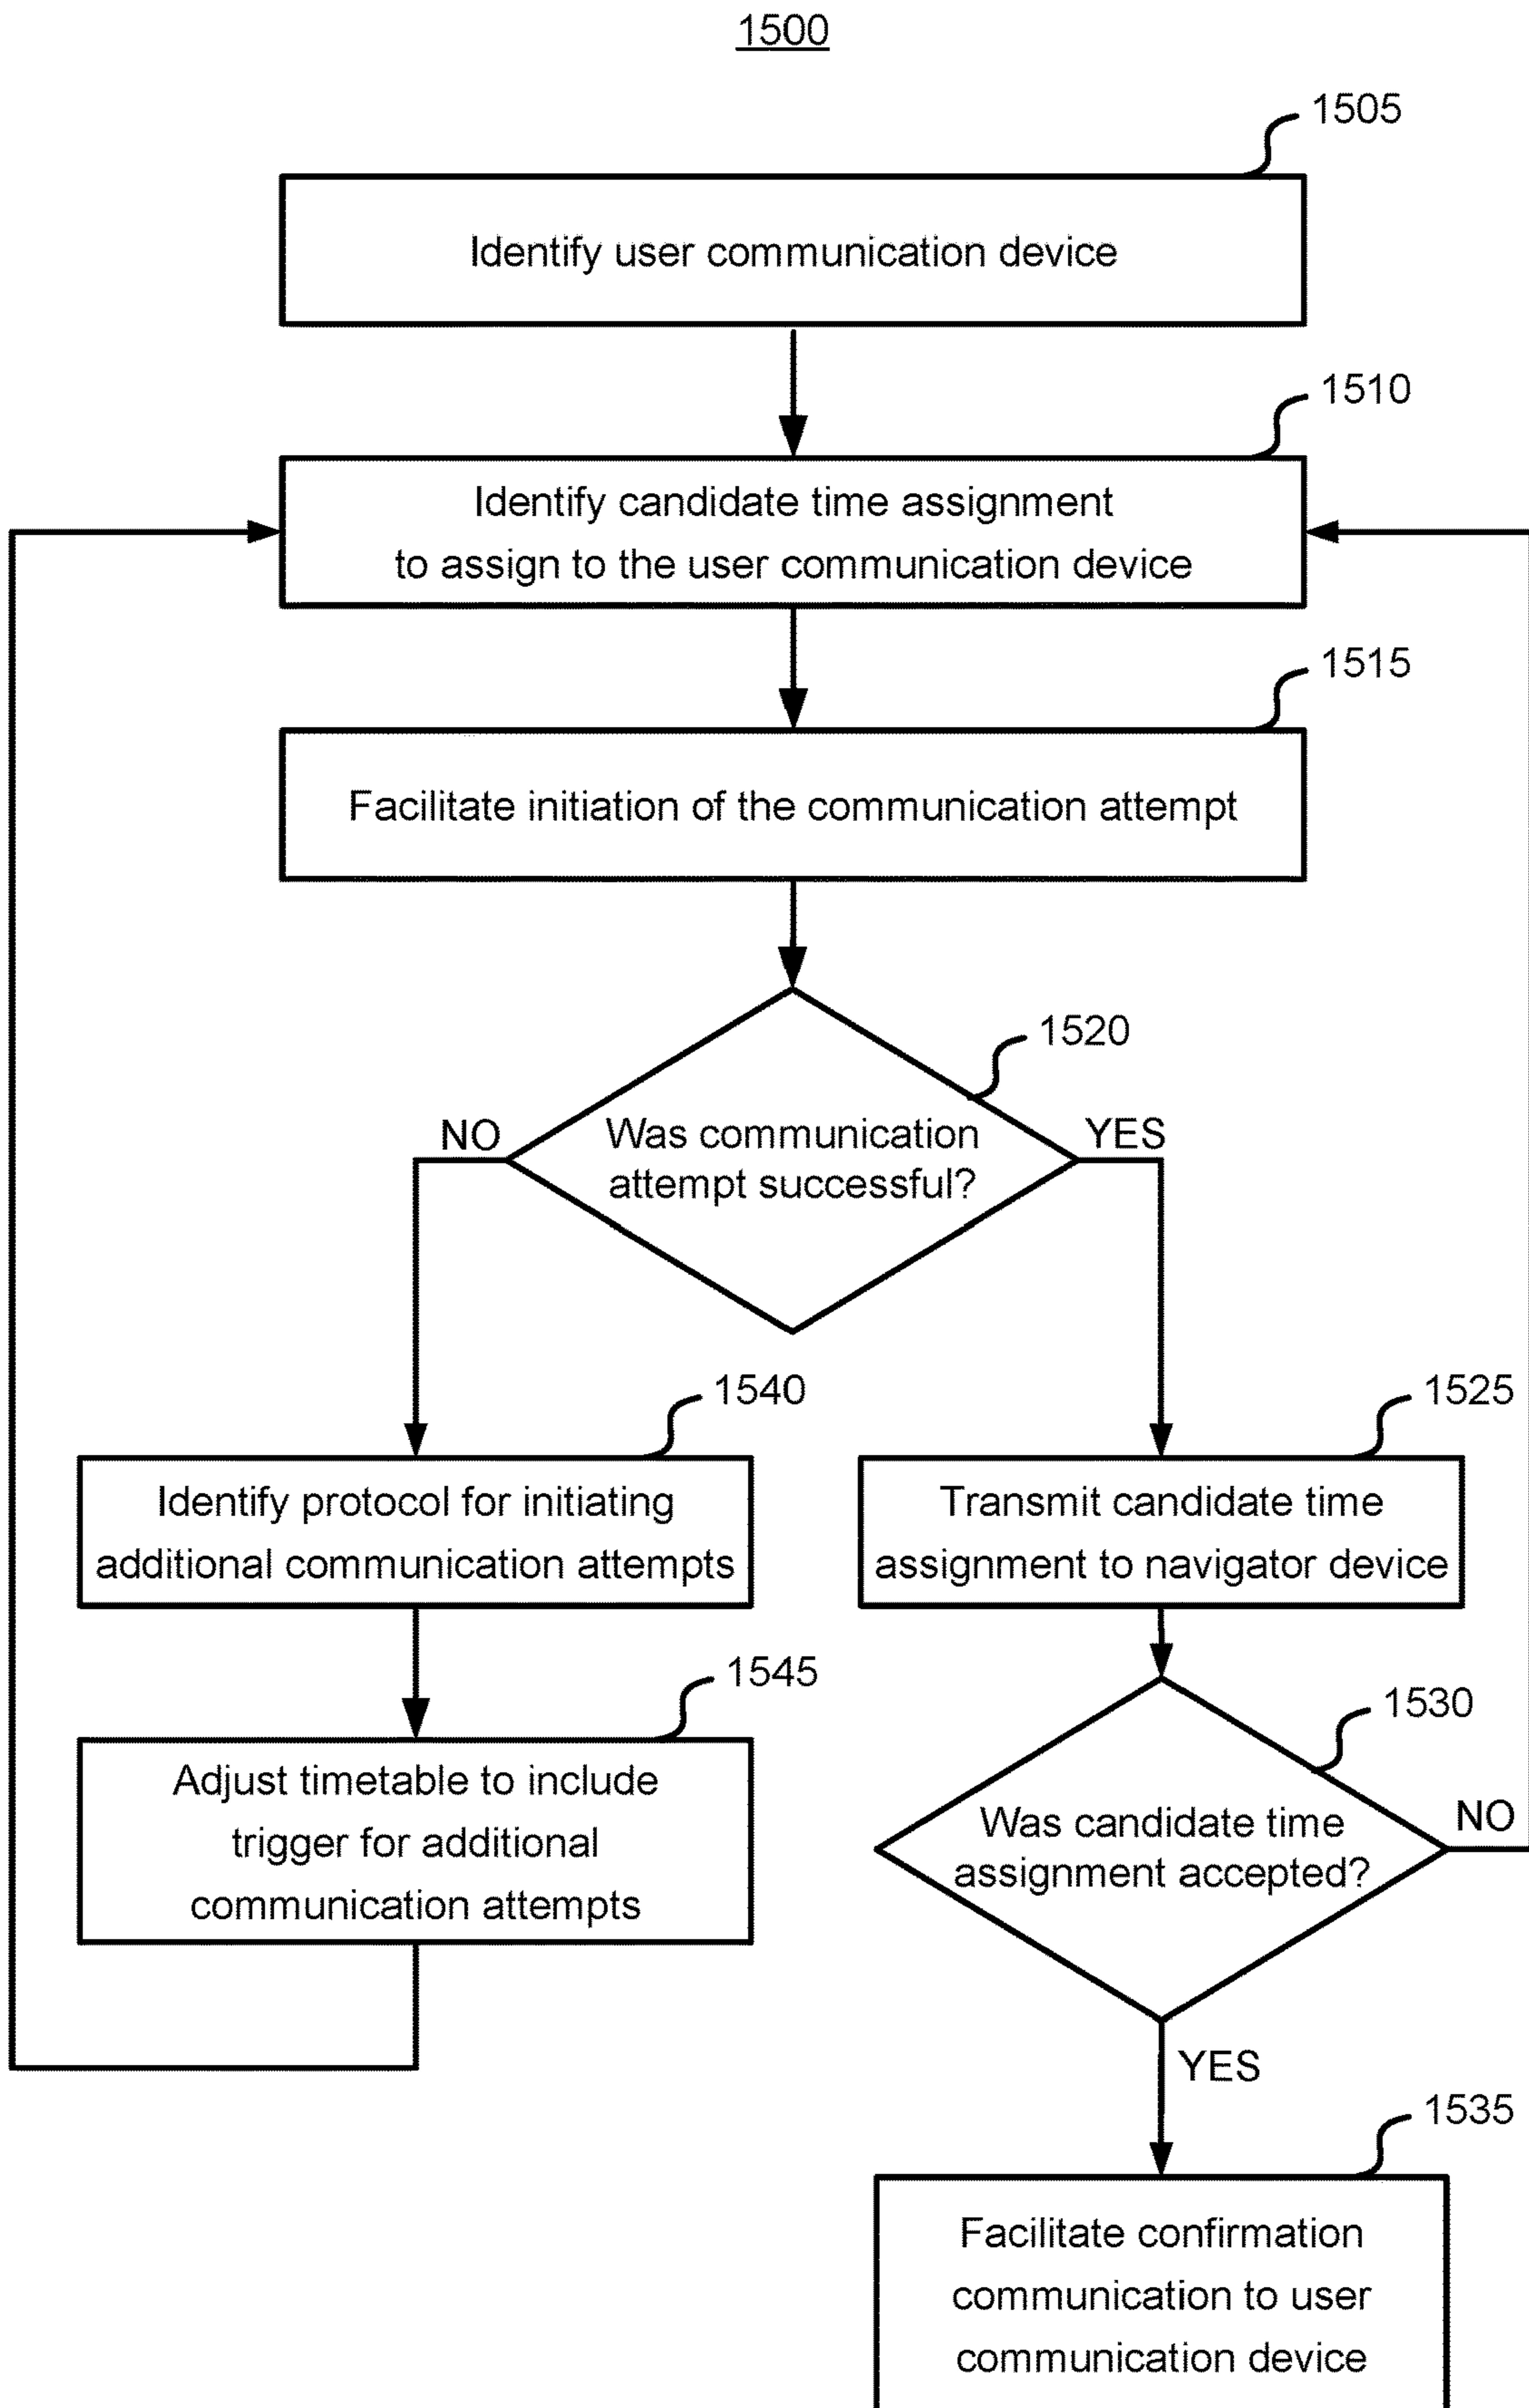 1500
1505
Identify user communication device
1510
Identify candidate time assignment
to assign to the user communication device
1515
Facilitate initiation of the communication attempt
1520
NO
Was communication
attempt successful?
YES
1540
Identify protocol for initiating
additional communication attempts
1525
Transmit candidate time
assignment to navigator device
1545
Adjust timetable to include
trigger for additional
communication attempts
1530
Was candidate time
assignment accepted?
NO
YES
1535
Facilitate confirmation
communication to user
communication device